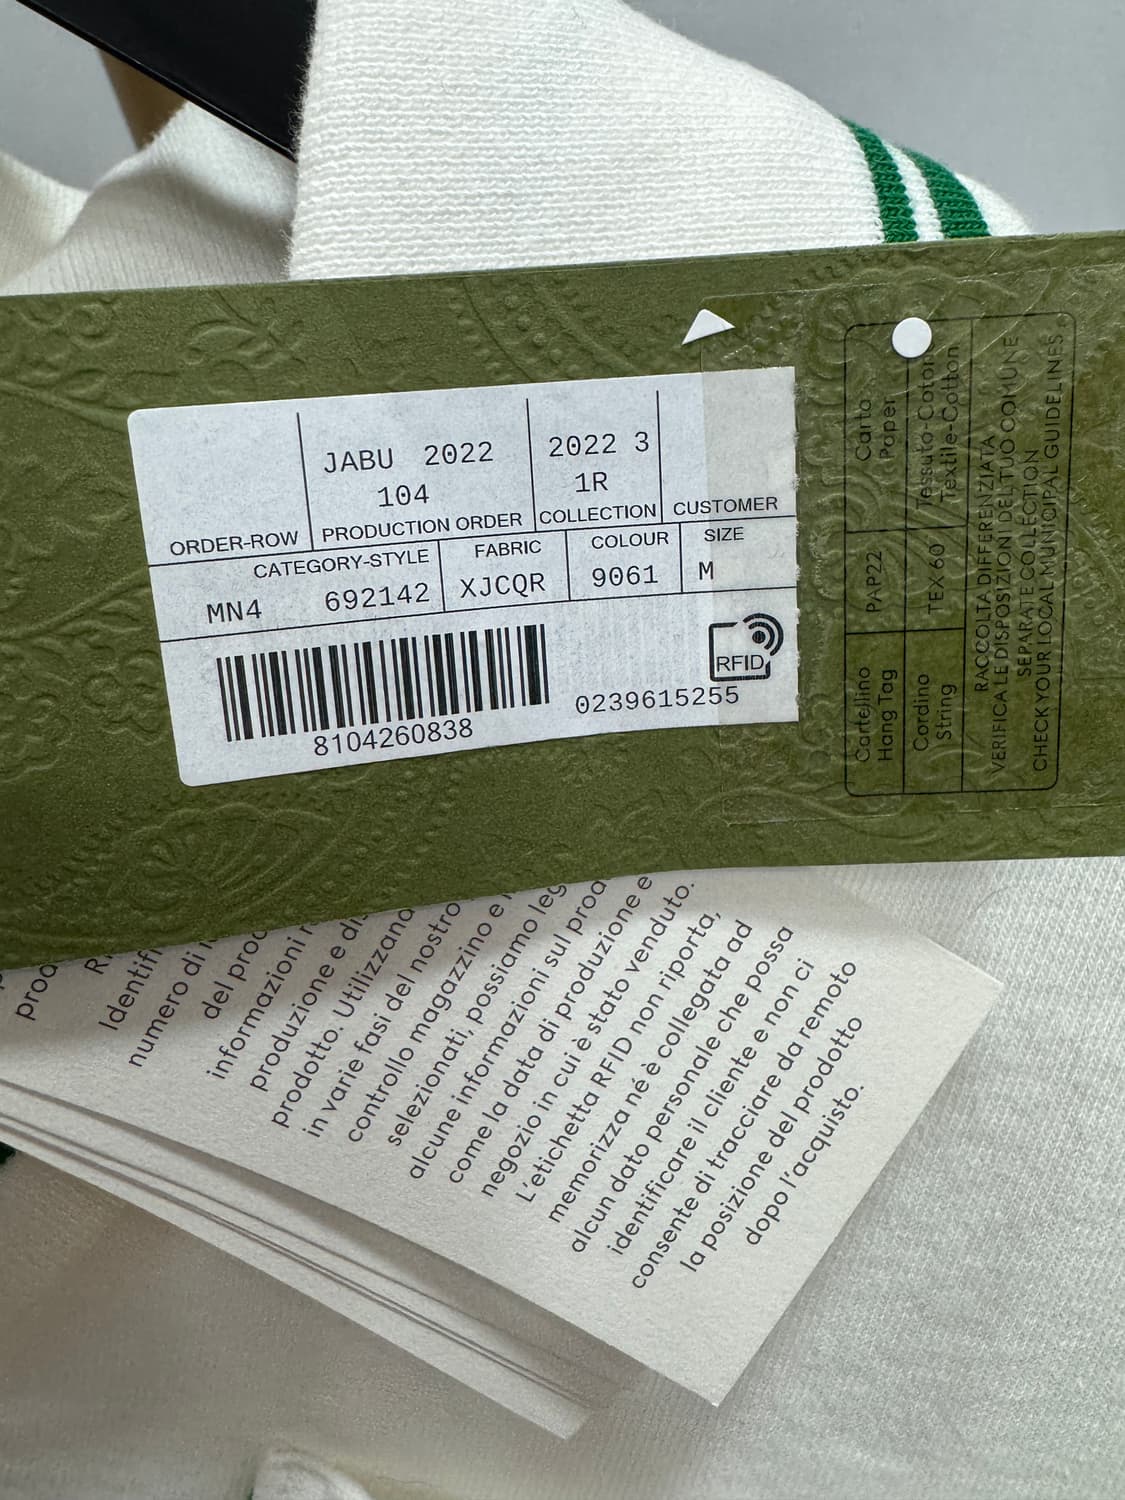 JABU 2022
104
2022 3
1R
ORDER-ROW
PRODUCTION ORDER
COLLECTION
CUSTOMER
CATEGORY-STYLE
FABRIC
COLOUR
SIZE
MN4 692142
XJCQR
9061
M
RFID
8104260838
0239615255
Carta
Paper
Tessuto-Cotone
Textile-Cotton
PAP22
TEX 60
Cartellino
Hang Tag
Cordino
String
RACCOLTA DIFFERENZIATA
VERIFICA LE DISPOSIZIONI DEL TUO COMUNE
SEPARATE COLLECTION
CHECK YOUR LOCAL MUNICIPAL GUIDELINES
numero di
del
informazioni
produzione e
prodotto. Utilizzando
in varie fasi del nostro
controllo magazzino e
selezionati, possiamo
alcune informazioni sul
come la data di produzione e
negozio in cui è stato venduto.
L'etichetta RFID non riporta,
memorizza né è collegata ad
alcun dato personale che possa
identificare il cliente e non ci
consente di tracciare da remoto
la posizione del prodotto
dopo l'acquisto.